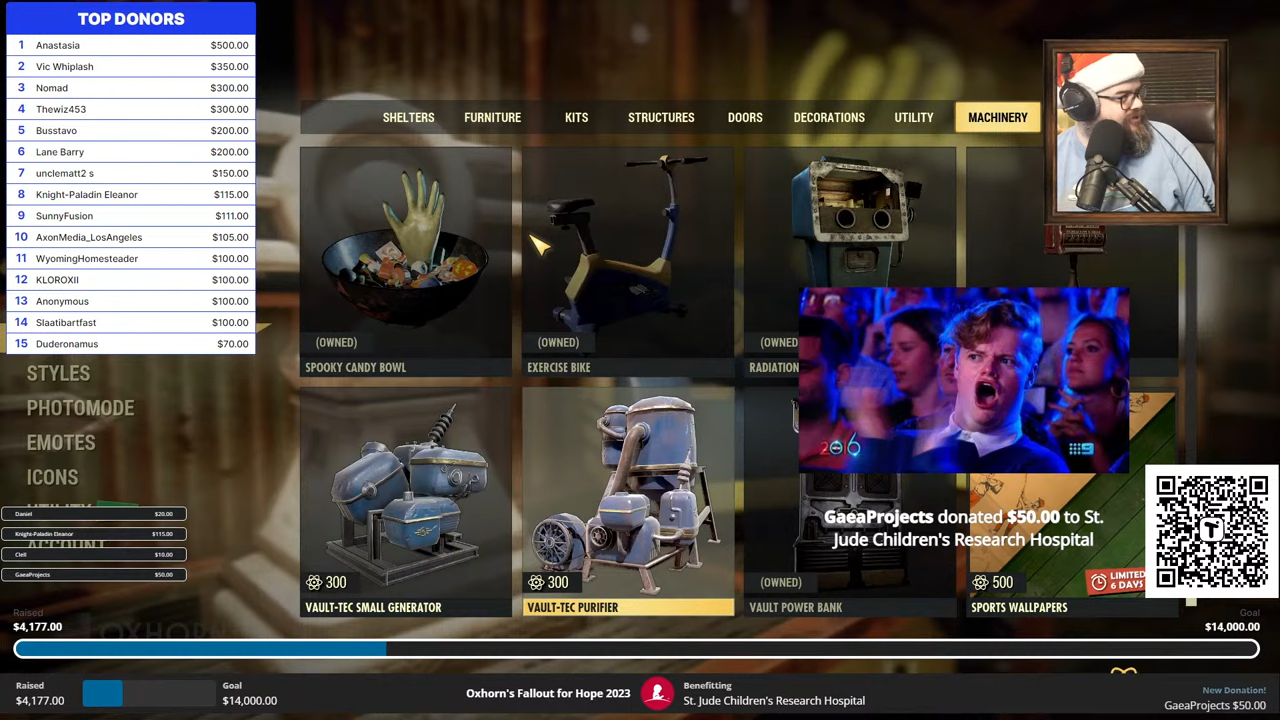 TOP DONORS
1 Anastasia $500.00
2 Vic Whiplash $350.00
3 Nomad $300.00
4 Thewiz453 $300.00
5 Busstavo $200.00
6 Lane Barry $200.00
7 unclematt2 s $150.00
8 Knight-Paladin Eleanor $115.00
9 SunnyFusion $111.00
10 AxonMedia_LosAngeles $105.00
11 WyomingHomesteader $100.00
12 KLOROXII $100.00
13 Anonymous $100.00
14 Slaatibartfast $100.00
15 Duderonamus $70.00
SHELTERS FURNITURE KITS STRUCTURES DOORS DECORATIONS UTILITY MACHINERY
(OWNED) (OWNED) (OWNED
SPOOKY CANDY BOWL EXERCISE BIKE RADIATION
STYLES
PHOTOMODE
EMOTES
ICONS
UTILITY
ACCOUNT
Daniel $20.00
Knight-Paladin Eleanor $115.00
Clell $10.00
GaeaProjects $50.00
2016
GaeaProjects donated $50.00 to St.
Jude Children's Research Hospital
300 300 (OWNED) 500 LIMITED
6 DAYS
VAULT-TEC SMALL GENERATOR VAULT-TEC PURIFIER VAULT POWER BANK SPORTS WALLPAPERS
Raised Goal
$4,177.00 $14,000.00
OXHORN
Raised Goal
$4,177.00 $14,000.00
Oxhorn's Fallout for Hope 2023
Benefitting
St. Jude Children's Research Hospital
New Donation!
GaeaProjects $50.00